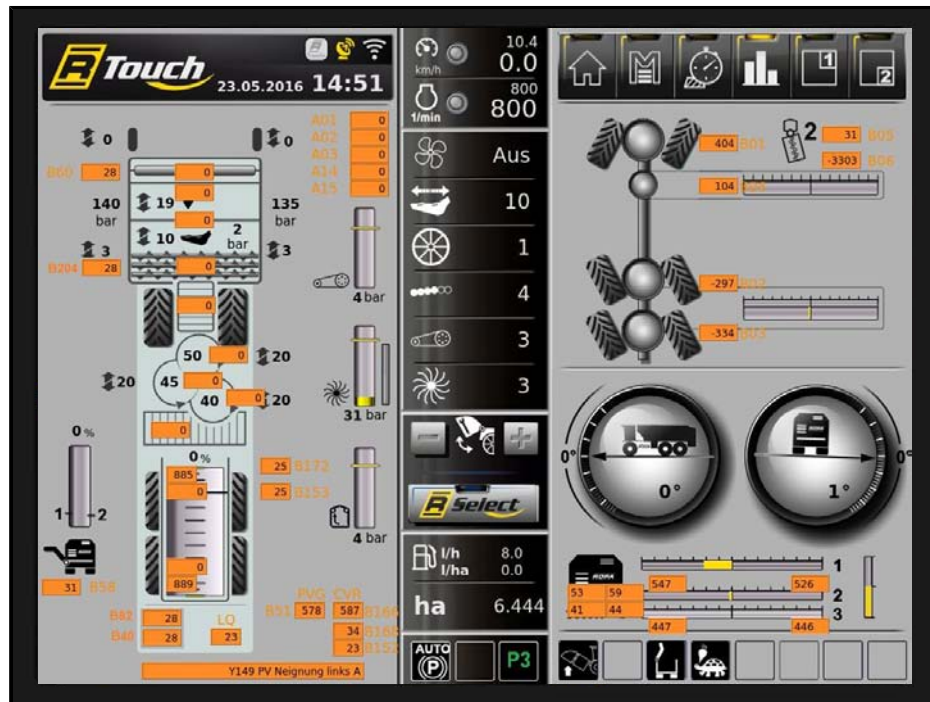 R Touch
23.05.2016 14:51
0
0
A01 0
A02 0
A03 0
A14 0
A15 0
B60 28
0
0
140 bar
19
135 bar
0
10
2 bar
3
3
B204 28
0
4 bar
0
50
0
20
20
45
0
40
0
20
31 bar
0
0 %
0 %
885
0
25 B172
25 B153
1
2
4 bar
0
889
31 B58
PVG CVR
B51 578 587 B166
B82 28
LQ
B40 28
23
34 B165
23 B152
Y149 PV Neignung links A
km/h
10.4
0.0
1/min
800
800
Aus
10
1
4
3
3
R Select
l/h 8.0
l/ha 0.0
ha 6.444
AUTO
P
P3
M
1
2
404 B01
2
31 B05
-3303 B06
104
-297 B02
-334 B03
0°
0°
0°
1°
ROPA
53 59
41 44
547
526
1
2
3
447
446